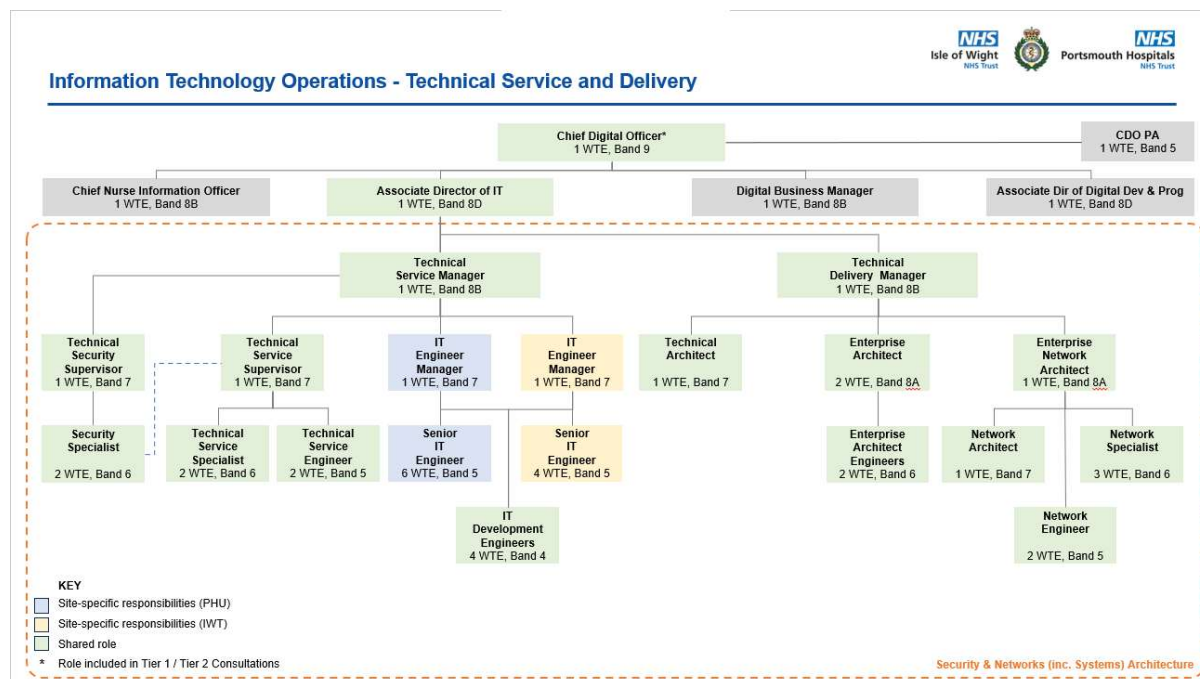 NHS
Isle of Wight
NHS Trust
NHS
Portsmouth Hospitals
NHS Trust
Information Technology Operations - Technical Service and Delivery
Chief Digital Officer*
1 WTE, Band 9
CDO PA
1 WTE, Band 5
Chief Nurse Information Officer
1 WTE, Band 8B
Associate Director of IT
1 WTE, Band 8D
Digital Business Manager
1 WTE, Band 8B
Associate Dir of Digital Dev & Prog
1 WTE, Band 8D
Technical
Service Manager
1 WTE, Band 8B
Technical
Delivery Manager
1 WTE, Band 8B
Technical
Security
Supervisor
1 WTE, Band 7
Technical
Service
Supervisor
1 WTE, Band 7
IT
Engineer
Manager
1 WTE, Band 7
IT
Engineer
Manager
1 WTE, Band 7
Technical
Architect
1 WTE, Band 7
Enterprise
Architect
2 WTE, Band 8A
Enterprise
Network
Architect
1 WTE, Band 8A
Security
Specialist
2 WTE, Band 6
Technical
Service
Specialist
2 WTE, Band 6
Technical
Service
Engineer
2 WTE, Band 5
Senior
IT
Engineer
6 WTE, Band 5
Senior
IT
Engineer
4 WTE, Band 5
Enterprise
Architect
Engineers
2 WTE, Band 6
Network
Architect
1 WTE, Band 7
Network
Specialist
3 WTE, Band 6
IT
Development
Engineers
4 WTE, Band 4
Network
Engineer
2 WTE, Band 5
KEY
Site-specific responsibilities (PHU)
Site-specific responsibilities (IWT)
Shared role
* Role included in Tier 1 / Tier 2 Consultations
Security & Networks (inc. Systems) Architecture